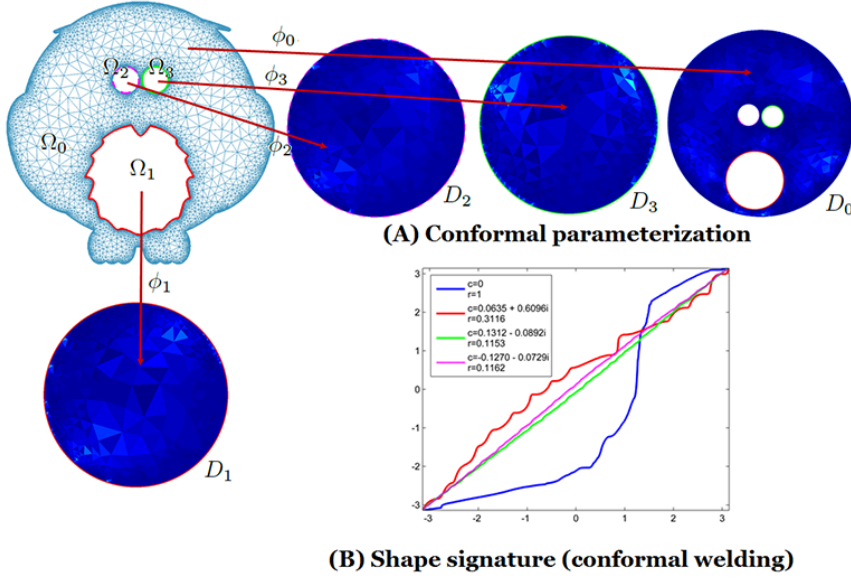 ϕ0
Ω2 Ω3
ϕ3
Ω0
ϕ2
Ω1
D2
D3
D0
(A) Conformal parameterization
ϕ1
D1
c=0
r=1
c=0.0635 + 0.6096i
r=0.3116
c=0.1312 - 0.0892i
r=0.1153
c=-0.1270 - 0.0729i
r=0.1162
3
2
1
0
-1
-2
-3
-3 -2 -1 0 1 2 3
(B) Shape signature (conformal welding)